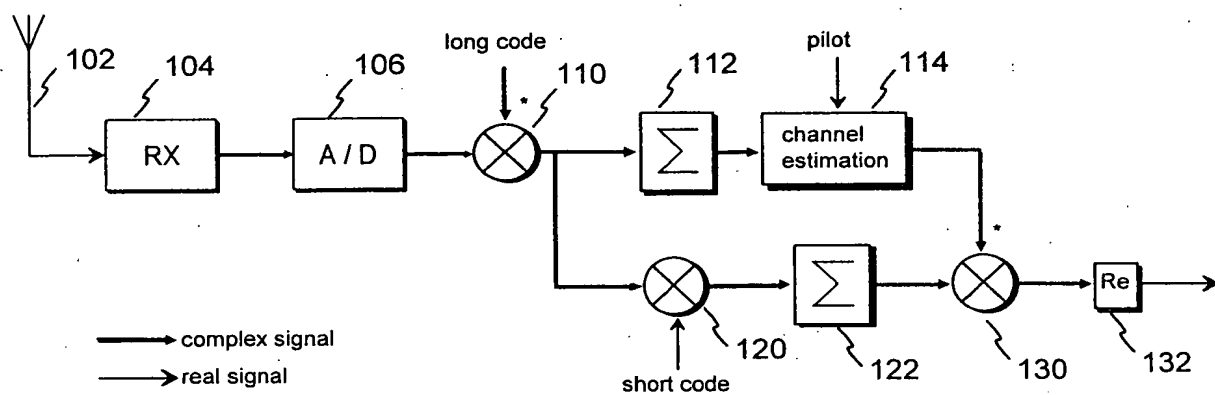 long code
pilot
102
104
106
110
112
114
*
RX
A / D
∑
channel
estimation
*
∑
Re
complex signal
real signal
short code
120
122
130
132